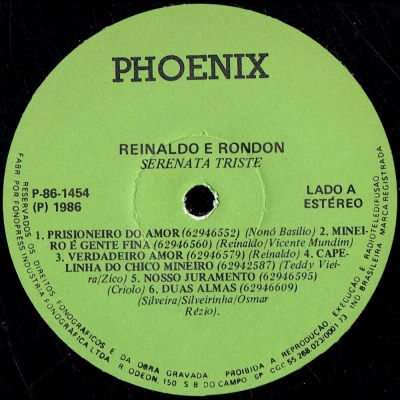 PHOENIX
REINALDO E RONDON
SERENATA TRISTE
P-86-1454
(P) 1986
LADO A
ESTÉREO
1. PRISIONEIRO DO AMOR (62946552) (Nonô Basílio) 2. MINEI-
RO É GENTE FINA (62946560) (Reinaldo/Vicente Mundim)
3. VERDADEIRO AMOR (62946579) (Reinaldo) 4. CAPE-
LINHA DO CHICO MINEIRO (62942587) (Teddy Viei-
ra/Zico) 5. NOSSO JURAMENTO (62946595)
(Criolo) 6. DUAS ALMAS (62946609)
(Silveira/Silveirinha/Osmar
Rézio).
FABR POR FONOPRESS INDÚSTRIA FONOGRÁFICA LTDA R ODEON, 150 S B DO CAMPO SP CGC 55.268.023/0001-73 IND BRASILEIRA MARCA REGISTRADA
RESERVADOS OS DIREITOS FONOGRÁFICOS E DA OBRA GRAVADA PROIBIDA A REPRODUÇÃO, EXECUÇÃO E RADIOTELEDIFUSÃO